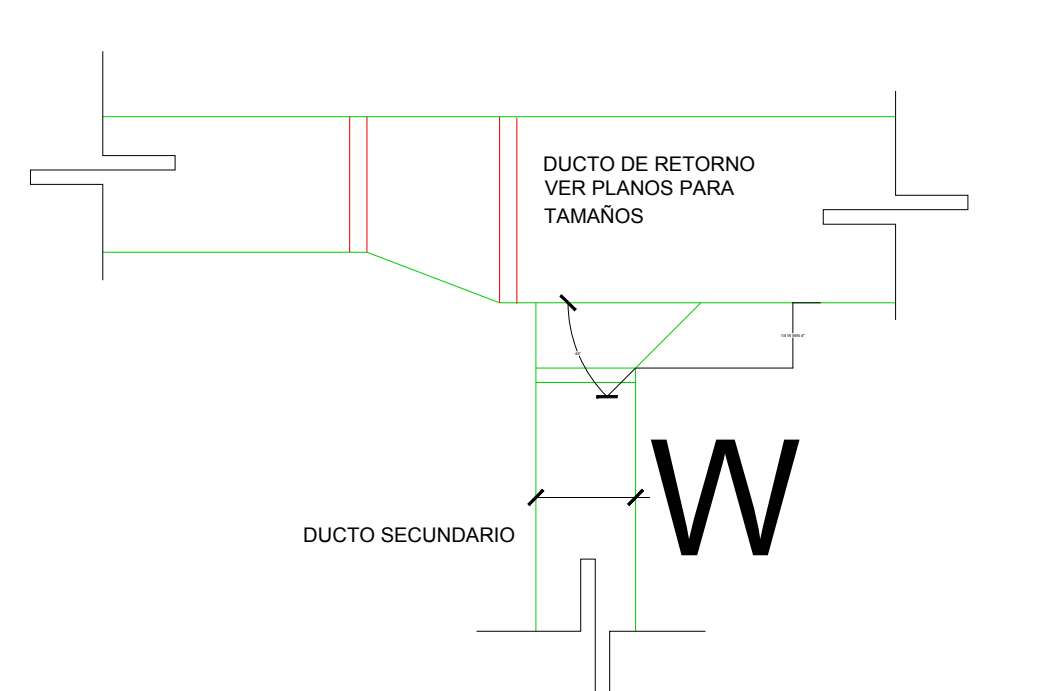 DUCTO DE RETORNO
VER PLANOS PARA
TAMAÑOS
W
DUCTO SECUNDARIO